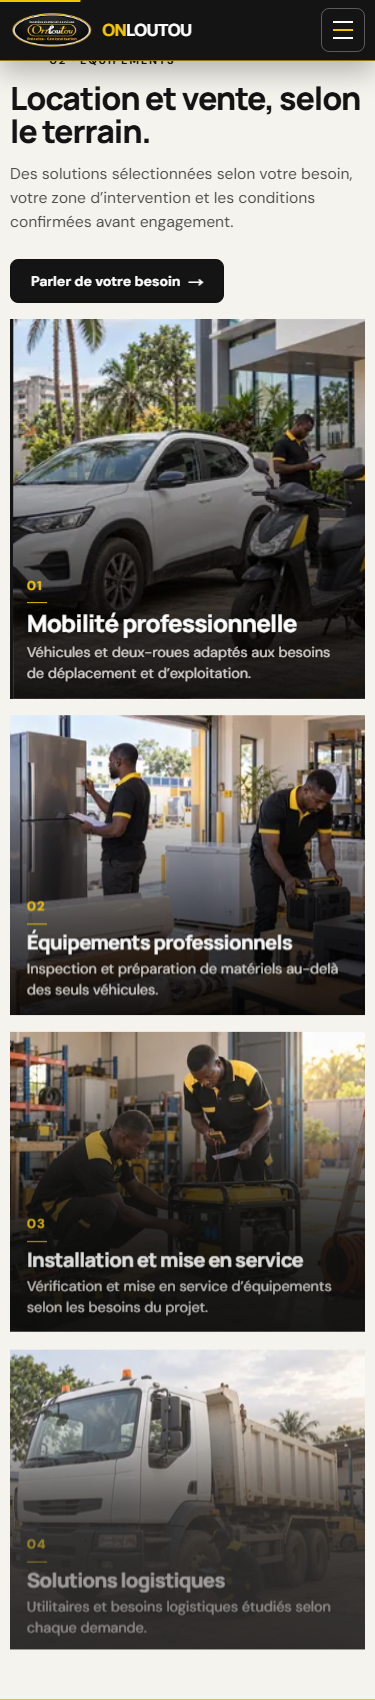 OnLoutou
ONLOUTOU
02 ÉQUIPEMENTS
Location et vente, selon
le terrain.
Des solutions sélectionnées selon votre besoin,
votre zone d’intervention et les conditions
confirmées avant engagement.
Parler de votre besoin →
01
Mobilité professionnelle
Véhicules et deux-roues adaptés aux besoins
de déplacement et d’exploitation.
02
Équipements professionnels
Inspection et préparation de matériels au-delà
des seuls véhicules.
03
Installation et mise en service
Vérification et mise en service d’équipements
selon les besoins du projet.
04
Solutions logistiques
Utilitaires et besoins logistiques étudiés selon
chaque demande.